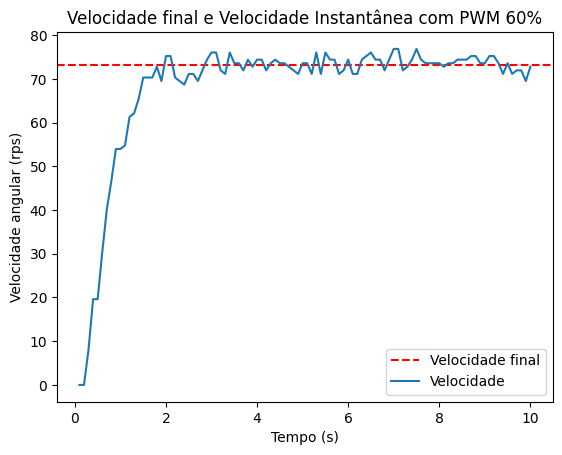 Velocidade final e Velocidade Instantânea com PWM 60%
Velocidade angular (rps)
80
70
60
50
40
30
20
10
0
0 2 4 6 8 10
Tempo (s)
Velocidade final
Velocidade